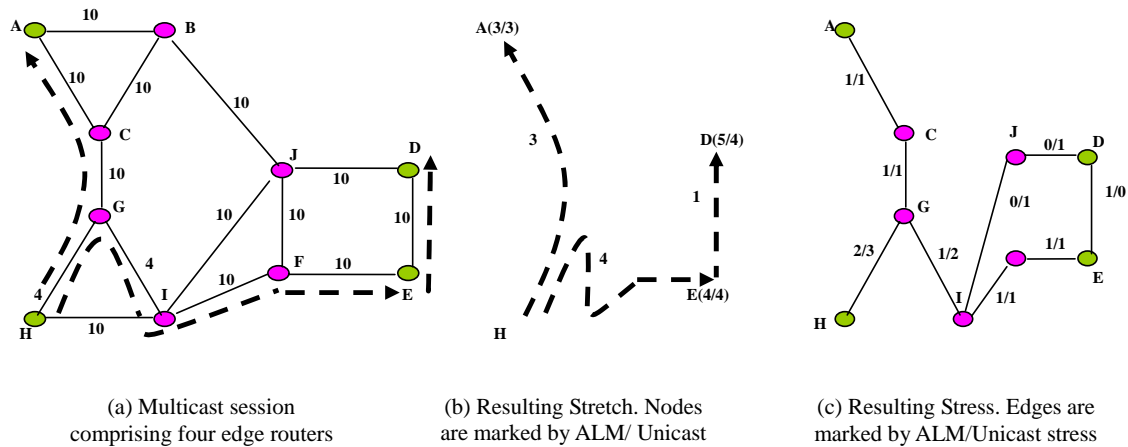 A
10
B
10
10
10
C
10
G
4
4
H
10
I
10
10
J
10
D
10
10
F
10
E
A(3/3)
3
D(5/4)
1
4
E(4/4)
H
A
1/1
C
1/1
G
2/3
1/2
H
I
J
0/1
D
0/1
1/0
1/1
E
1/1
(a) Multicast session
comprising four edge routers
(b) Resulting Stretch. Nodes
are marked by ALM/ Unicast
(c) Resulting Stress. Edges are
marked by ALM/Unicast stress